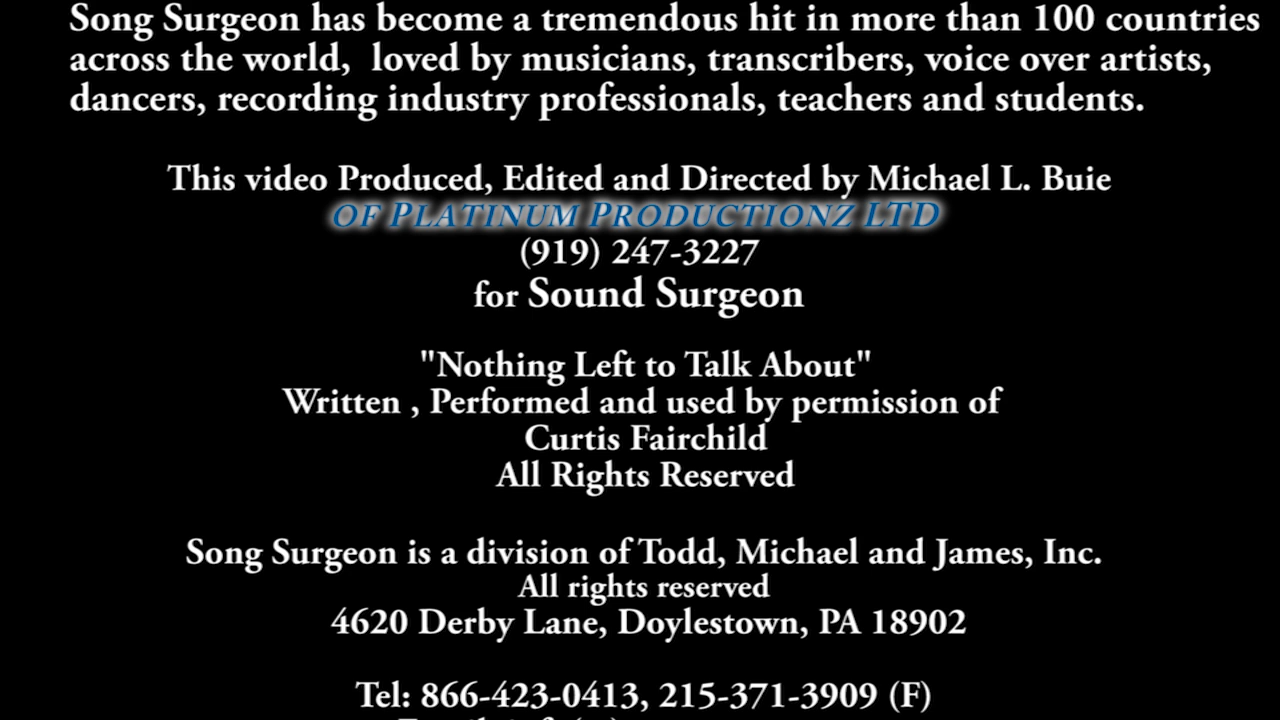 Song Surgeon has become a tremendous hit in more than 100 countries
across the world,  loved by musicians, transcribers, voice over artists,
dancers, recording industry professionals, teachers and students.
This video Produced, Edited and Directed by Michael L. Buie
OF PLATINUM PRODUCTIONZ LTD
(919) 247-3227
for Sound Surgeon
"Nothing Left to Talk About"
Written , Performed and used by permission of
Curtis Fairchild
All Rights Reserved
Song Surgeon is a division of Todd, Michael and James, Inc.
All rights reserved
4620 Derby Lane, Doylestown, PA 18902
Tel: 866-423-0413, 215-371-3909 (F)